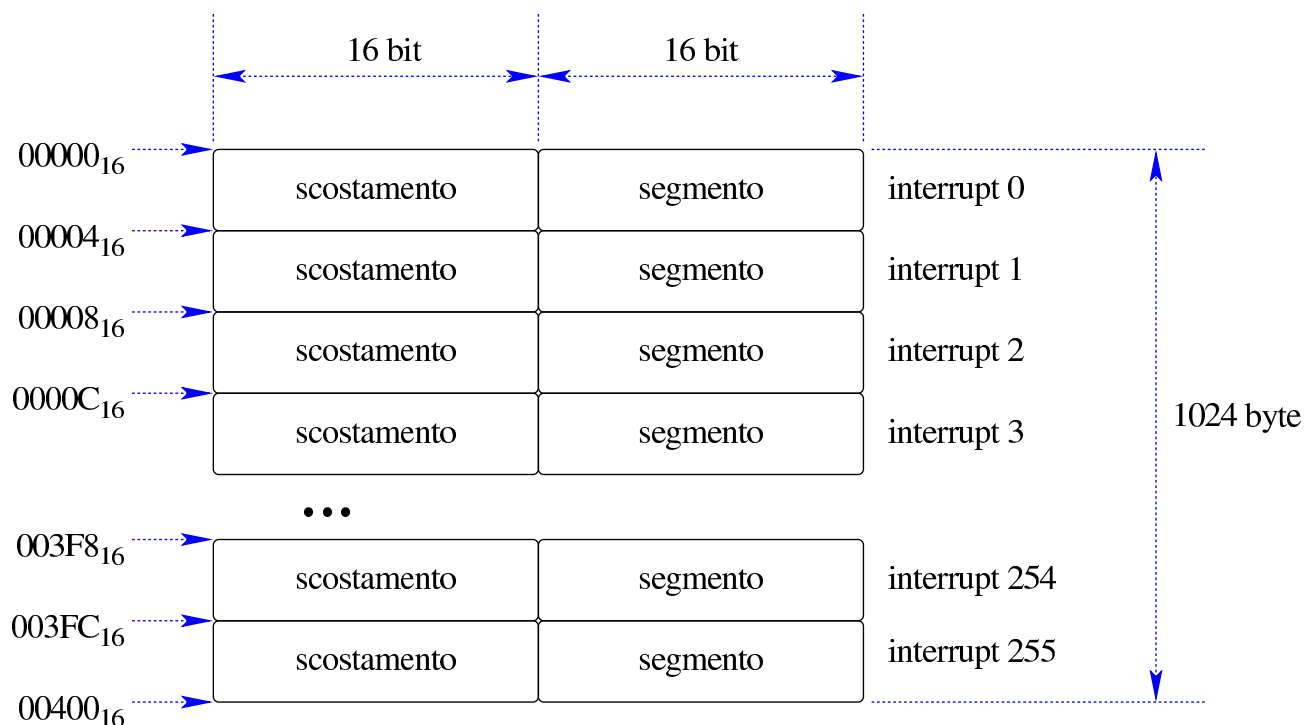 16 bit 16 bit
00000₁₆
scostamento segmento interrupt 0
00004₁₆
scostamento segmento interrupt 1
00008₁₆
scostamento segmento interrupt 2
0000C₁₆
scostamento segmento interrupt 3
1024 byte
•••
003F8₁₆
scostamento segmento interrupt 254
003FC₁₆
scostamento segmento interrupt 255
00400₁₆